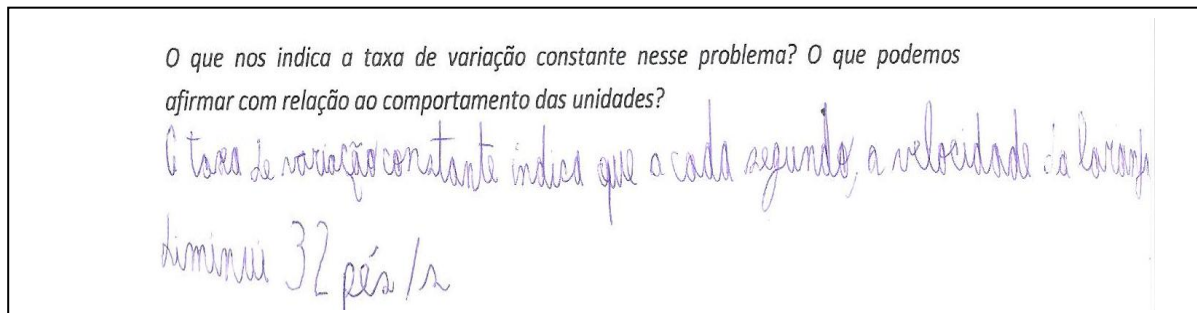 O que nos indica a taxa de variação constante nesse problema? O que podemos
afirmar com relação ao comportamento das unidades?
A taxa de variação constante indica que a cada segundo, a velocidade da laranja
diminui 32 pés/s